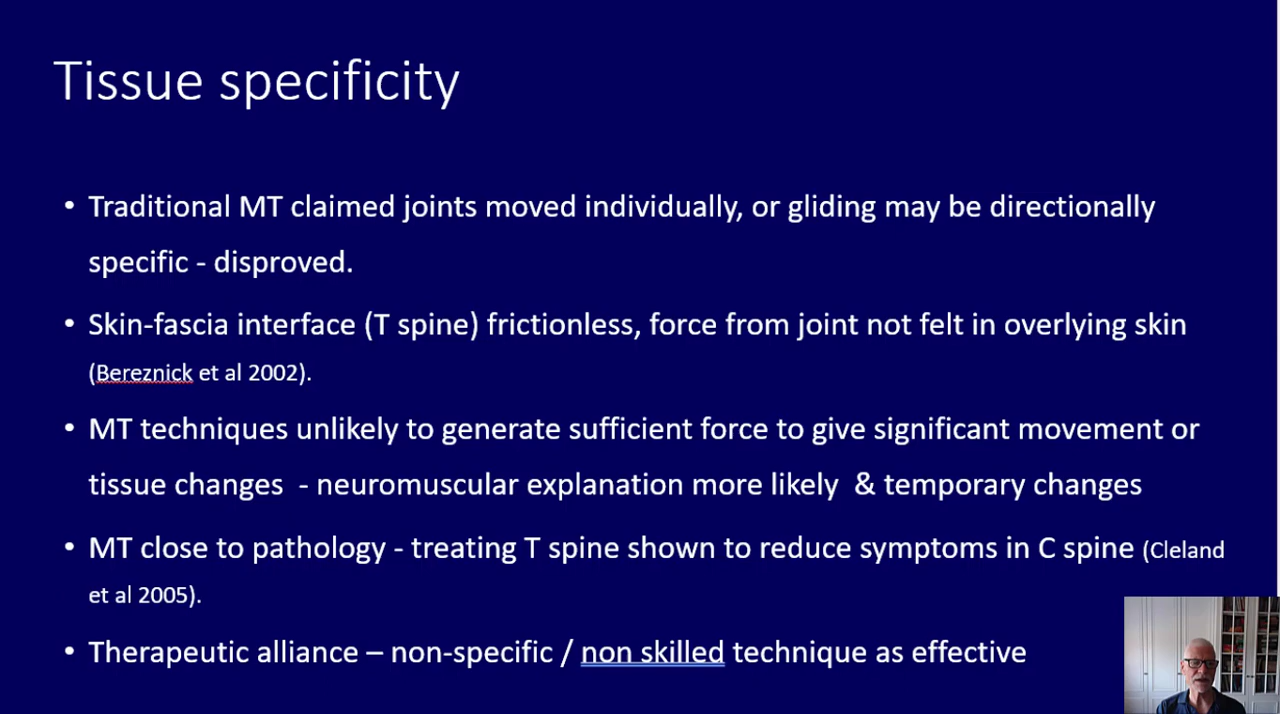 Tissue specificity
• Traditional MT claimed joints moved individually, or gliding may be directionally
specific - disproved.
• Skin-fascia interface (T spine) frictionless, force from joint not felt in overlying skin
(Bereznick et al 2002).
• MT techniques unlikely to generate sufficient force to give significant movement or
tissue changes  - neuromuscular explanation more likely  & temporary changes
• MT close to pathology - treating T spine shown to reduce symptoms in C spine (Cleland
et al 2005).
• Therapeutic alliance – non-specific / non skilled technique as effective